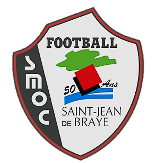 FOOTBALL
SMOC
50 Ans
SAINT-JEAN
DE BRAYE